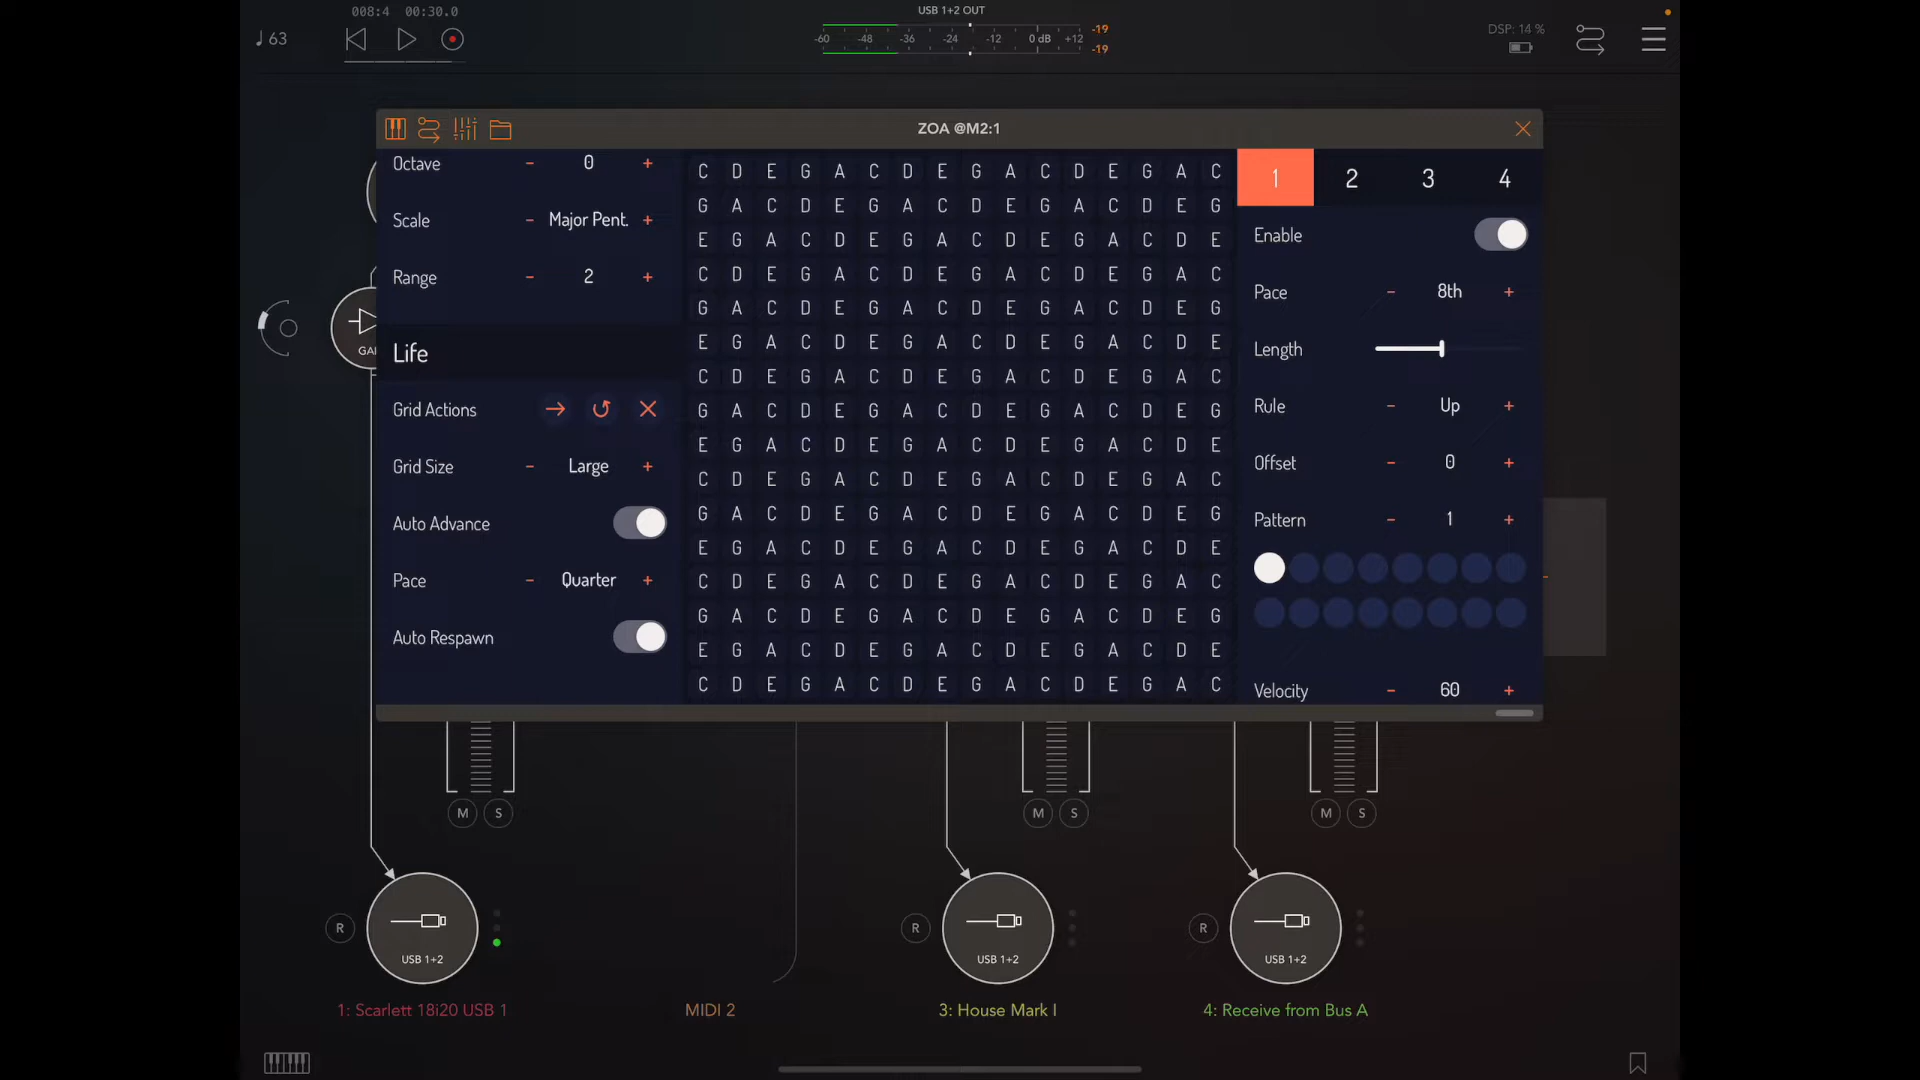 008:4 00:30.0
♩63
USB 1+2 OUT
-60 -48 -36 -24 -12 0 dB +12
-19
-19
DSP: 14 %
ZOA @M2:1
Octave - 0 +
Scale - Major Pent. +
Range - 2 +
Life
Grid Actions
Grid Size - Large +
Auto Advance
Pace - Quarter +
Auto Respawn
C D E G A C D E G A C D E G A C
G A C D E G A C D E G A C D E G
E G A C D E G A C D E G A C D E
C D E G A C D E G A C D E G A C
G A C D E G A C D E G A C D E G
E G A C D E G A C D E G A C D E
C D E G A C D E G A C D E G A C
G A C D E G A C D E G A C D E G
E G A C D E G A C D E G A C D E
C D E G A C D E G A C D E G A C
G A C D E G A C D E G A C D E G
E G A C D E G A C D E G A C D E
C D E G A C D E G A C D E G A C
G A C D E G A C D E G A C D E G
E G A C D E G A C D E G A C D E
C D E G A C D E G A C D E G A C
1 2 3 4
Enable
Pace - 8th +
Length
Rule - Up +
Offset - 0 +
Pattern - 1 +
Velocity - 60 +
M S
M S
M S
R
USB 1+2
R
USB 1+2
R
USB 1+2
1: Scarlett 18i20 USB 1
MIDI 2
3: House Mark I
4: Receive from Bus A